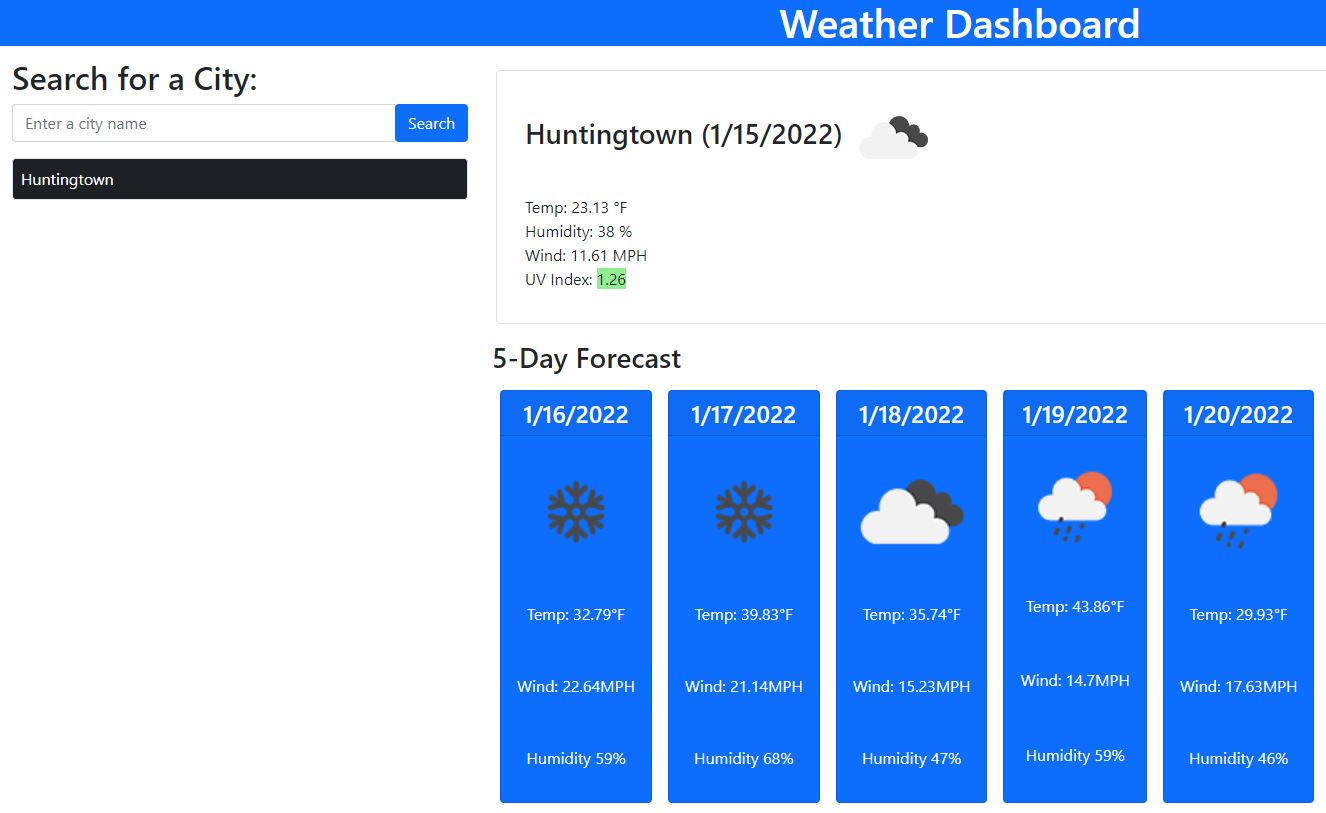 Weather Dashboard
Search for a City:
Enter a city name
Search
Huntingtown
Huntingtown (1/15/2022)
Temp: 23.13 °F
Humidity: 38 %
Wind: 11.61 MPH
UV Index: 1.26
5-Day Forecast
1/16/2022
Temp: 32.79°F
Wind: 22.64MPH
Humidity 59%
1/17/2022
Temp: 39.83°F
Wind: 21.14MPH
Humidity 68%
1/18/2022
Temp: 35.74°F
Wind: 15.23MPH
Humidity 47%
1/19/2022
Temp: 43.86°F
Wind: 14.7MPH
Humidity 59%
1/20/2022
Temp: 29.93°F
Wind: 17.63MPH
Humidity 46%